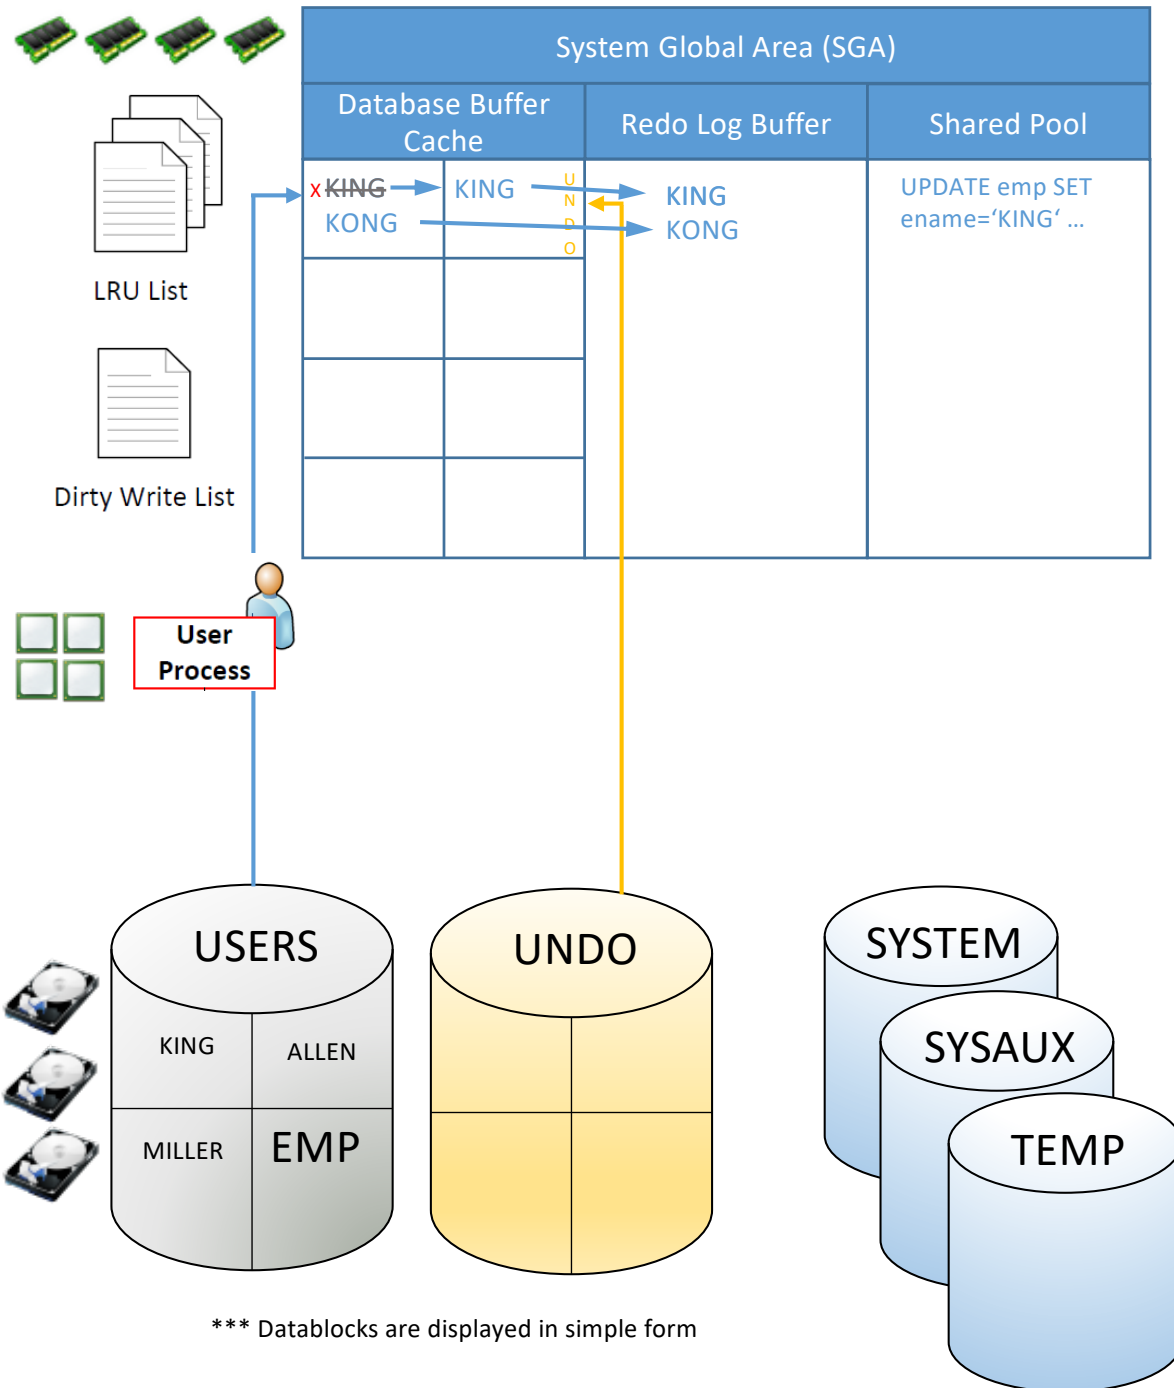 System Global Area (SGA)
Database Buffer
Cache
Redo Log Buffer
Shared Pool
x KING
KONG
KING
U
N
D
O
KING
KONG
UPDATE emp SET
ename=‘KING‘ ...
LRU List
Dirty Write List
User
Process
USERS
KING
ALLEN
MILLER
EMP
UNDO
SYSTEM
SYSAUX
TEMP
*** Datablocks are displayed in simple form